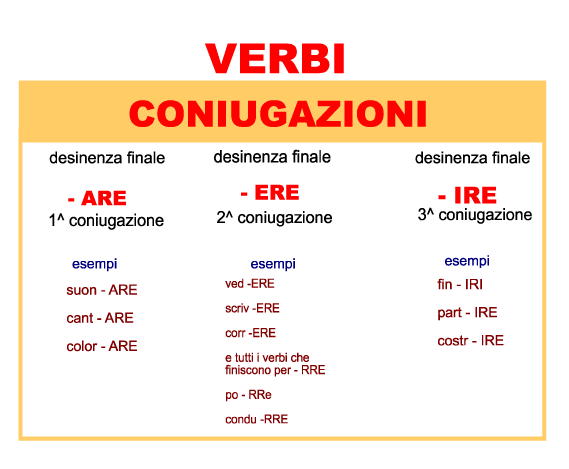 VERBI
CONIUGAZIONI
desinenza finale
- ARE
1^ coniugazione
esempi
suon - ARE
cant - ARE
color - ARE
desinenza finale
- ERE
2^ coniugazione
esempi
ved -ERE
scriv -ERE
corr -ERE
e tutti i verbi che
finiscono per - RRE
po - RRe
condu -RRE
desinenza finale
- IRE
3^ coniugazione
esempi
fin - IRI
part - IRE
costr - IRE